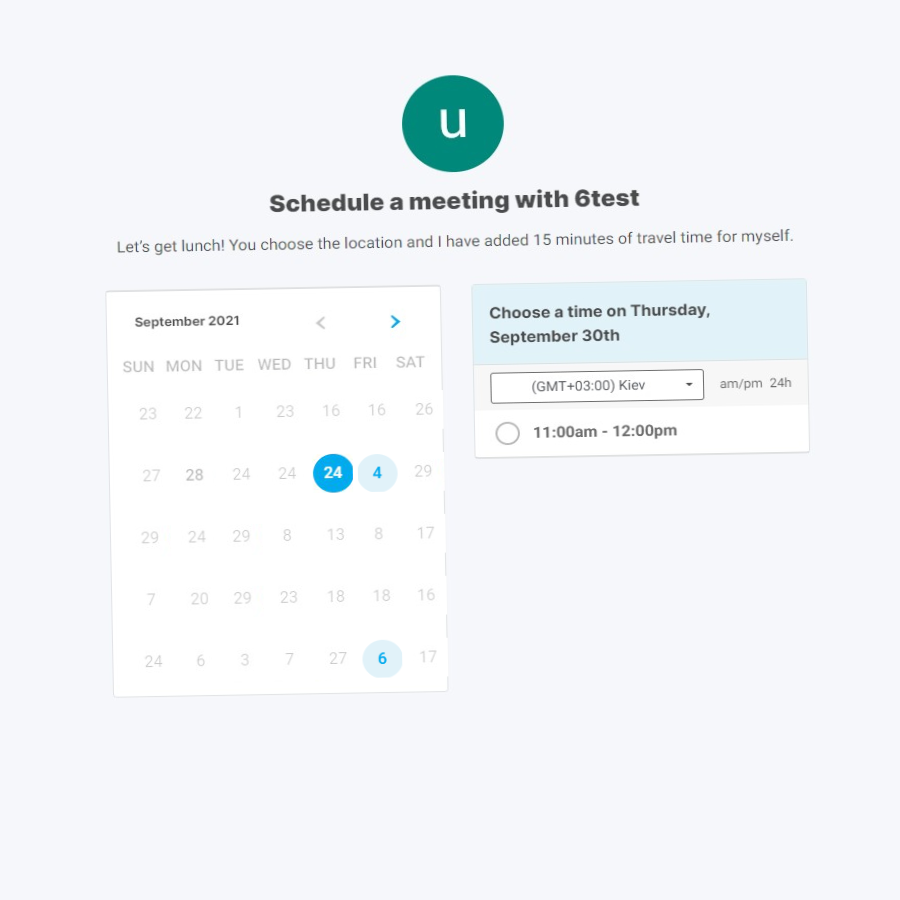 u
Schedule a meeting with 6test
Let's get lunch! You choose the location and I have added 15 minutes of travel time for myself.
September 2021
SUN MON TUE WED THU FRI SAT
23 22 1 23 16 16 26
27 28 24 24 24 4 29
29 24 29 8 13 8 17
7 20 29 23 18 18 16
24 6 3 7 27 6 17
Choose a time on Thursday,
September 30th
(GMT+03:00) Kiev am/pm 24h
11:00am - 12:00pm